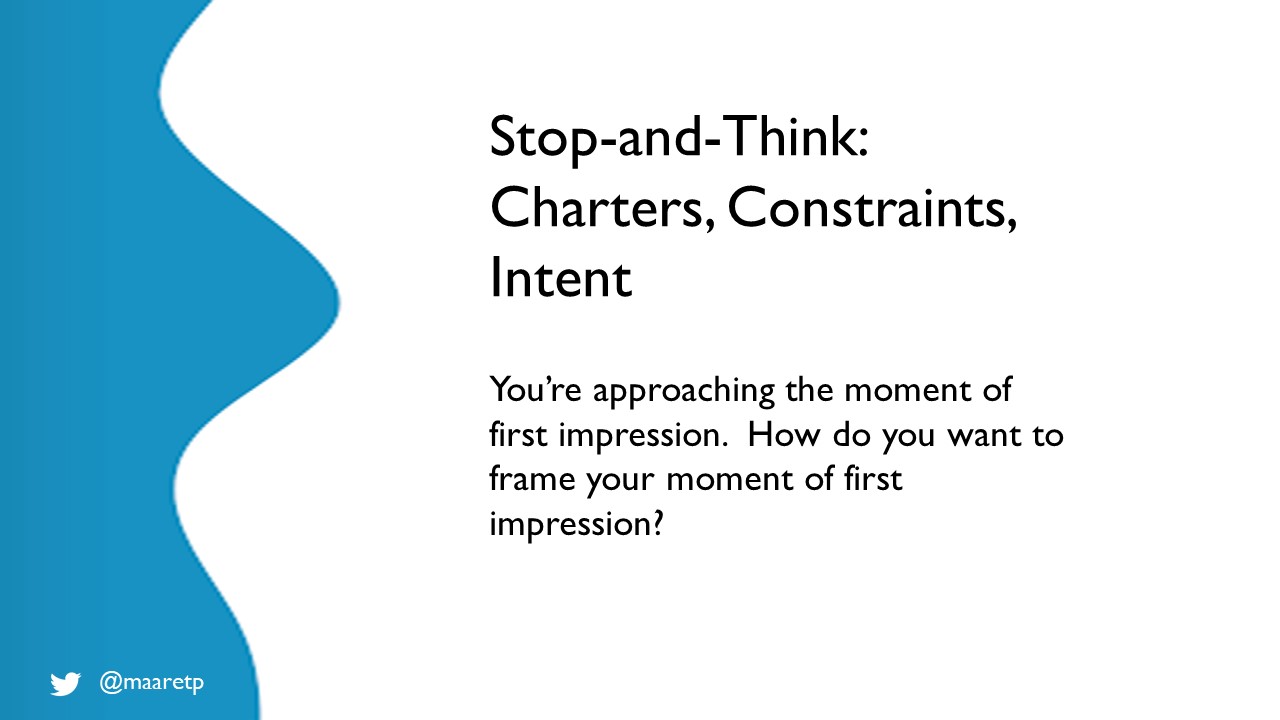 Stop-and-Think:
Charters, Constraints,
Intent
You’re approaching the moment of
first impression.  How do you want to
frame your moment of first
impression?
@maaretp